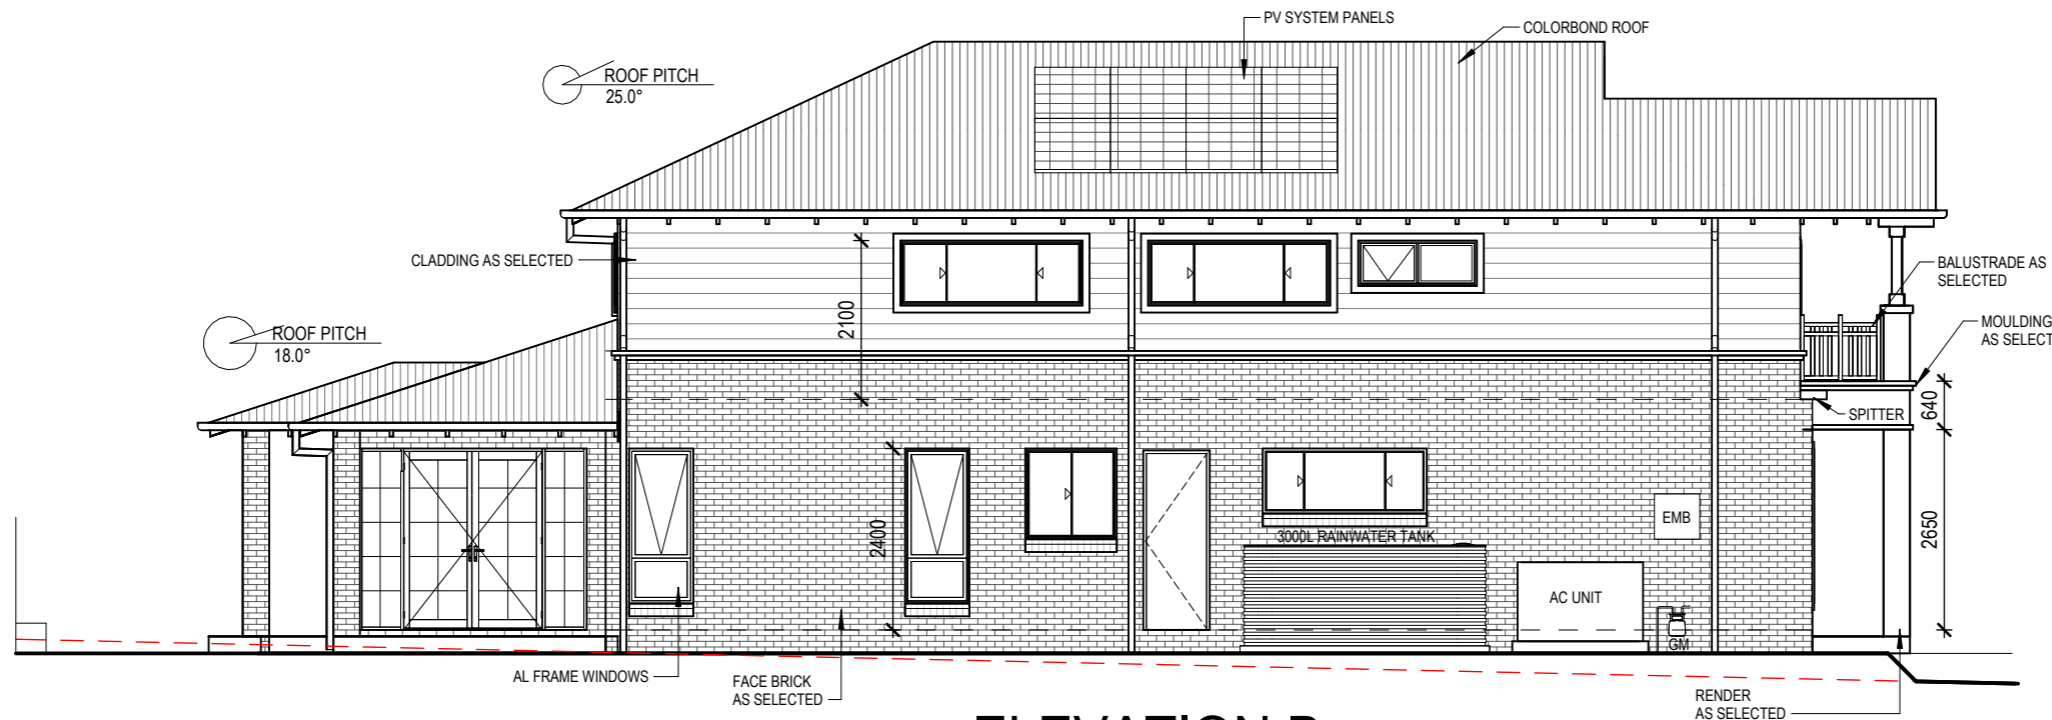 PV SYSTEM PANELS
COLORBOND ROOF
ROOF PITCH
25.0°
CLADDING AS SELECTED
BALUSTRADE AS
SELECTED
2100
ROOF PITCH
18.0°
MOULDING
AS SELECT
SPITTER
640
2400
2650
EMB
3000L RAINWATER TANK
AC UNIT
GM
AL FRAME WINDOWS
FACE BRICK
AS SELECTED
RENDER
AS SELECTED
ELEVATION B